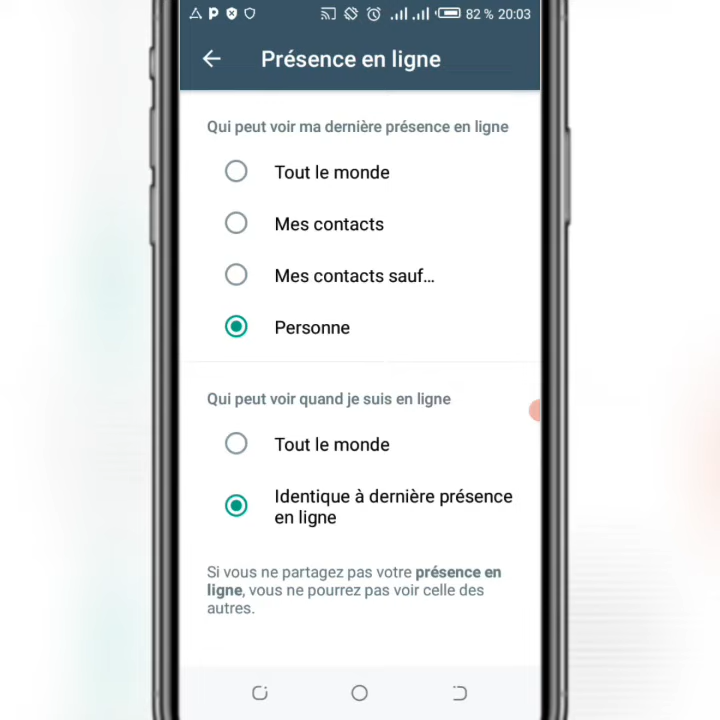 82 % 20:03
Présence en ligne
Qui peut voir ma dernière présence en ligne
Tout le monde
Mes contacts
Mes contacts sauf...
Personne
Qui peut voir quand je suis en ligne
Tout le monde
Identique à dernière présence
en ligne
Si vous ne partagez pas votre présence en
ligne, vous ne pourrez pas voir celle des
autres.